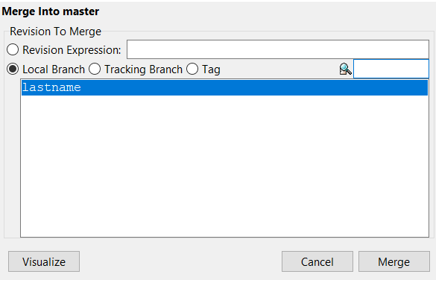 Merge Into master
Revision To Merge
Revision Expression:
Local Branch Tracking Branch Tag
lastname
Visualize Cancel Merge